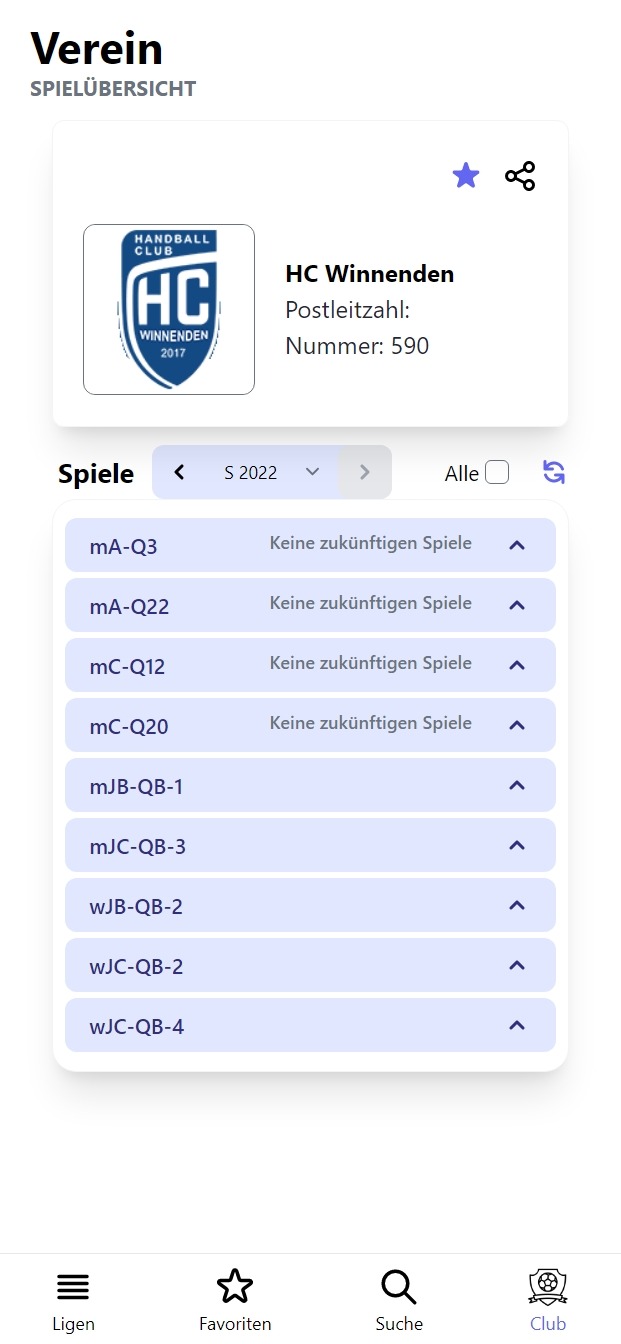 Verein
SPIELÜBERSICHT
HANDBALL
CLUB
HC
WINNENDEN
2017
HC Winnenden
Postleitzahl:
Nummer: 590
Spiele
S 2022
Alle
mA-Q3 Keine zukünftigen Spiele
mA-Q22 Keine zukünftigen Spiele
mC-Q12 Keine zukünftigen Spiele
mC-Q20 Keine zukünftigen Spiele
mJB-QB-1
mJC-QB-3
wJB-QB-2
wJC-QB-2
wJC-QB-4
Ligen Favoriten Suche Club